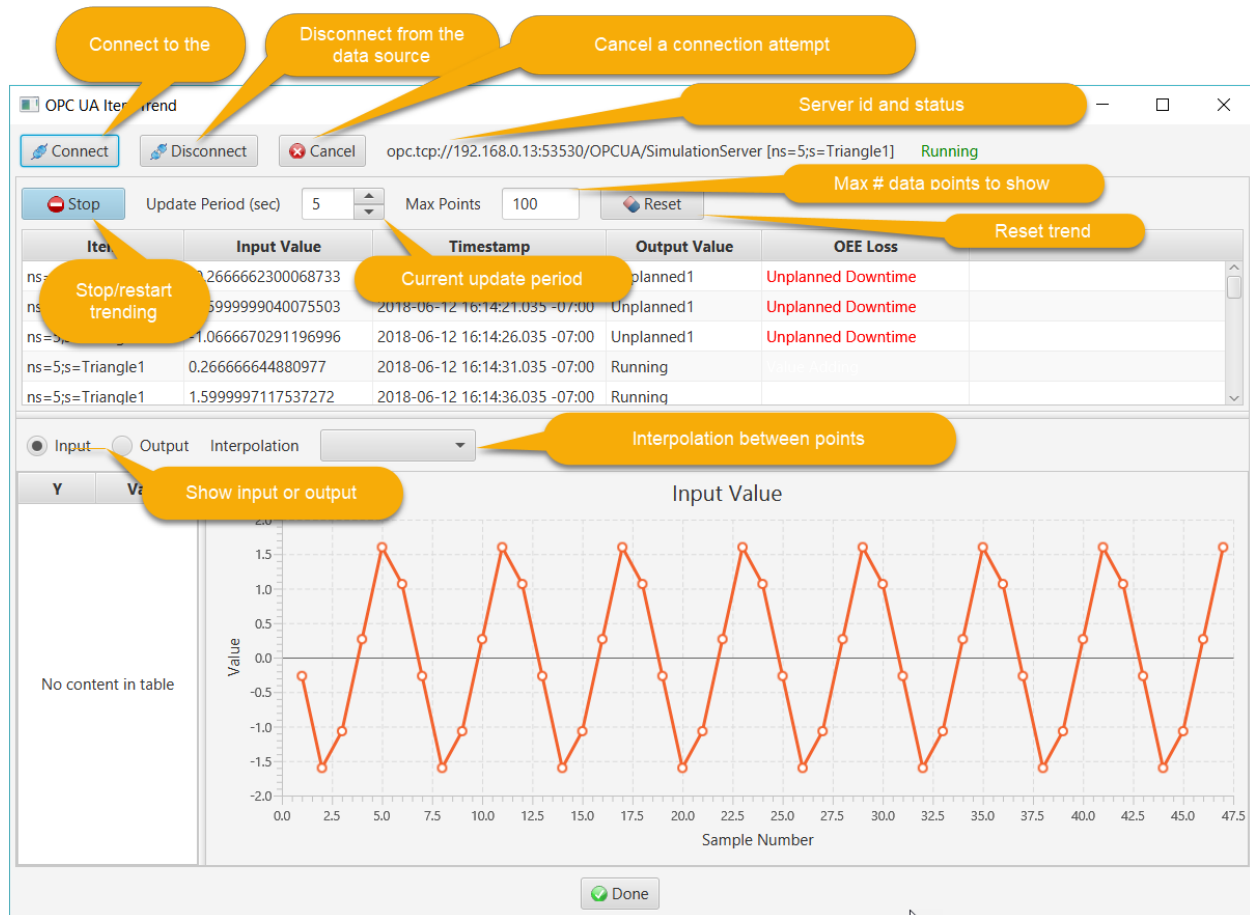 Connect to the
Disconnect from the
data source
Cancel a connection attempt
OPC UA Item Trend
Server id and status
Connect
Disconnect
Cancel
opc.tcp://192.168.0.13:53530/OPCUA/SimulationServer [ns=5;s=Triangle1] Running
Max # data points to show
Stop
Update Period (sec) 5
Max Points 100
Reset
Reset trend
Input Value Timestamp Output Value OEE Loss
Current update period
Stop/restart
trending
.2666662300068733 Unplanned1 Unplanned Downtime
.5999999040075503 2018-06-12 16:14:21.035 -07:00 Unplanned1 Unplanned Downtime
-1.0666670291196996 2018-06-12 16:14:26.035 -07:00 Unplanned1 Unplanned Downtime
ns=5;s=Triangle1 0.266666644880977 2018-06-12 16:14:31.035 -07:00 Running
ns=5;s=Triangle1 1.5999997117537272 2018-06-12 16:14:36.035 -07:00 Running
Input Output Interpolation
Interpolation between points
Y
Show input or output
No content in table
Input Value
Value
2.0
1.5
1.0
0.5
0.0
-0.5
-1.0
-1.5
-2.0
0.0 2.5 5.0 7.5 10.0 12.5 15.0 17.5 20.0 22.5 25.0 27.5 30.0 32.5 35.0 37.5 40.0 42.5 45.0 47.5
Sample Number
Done